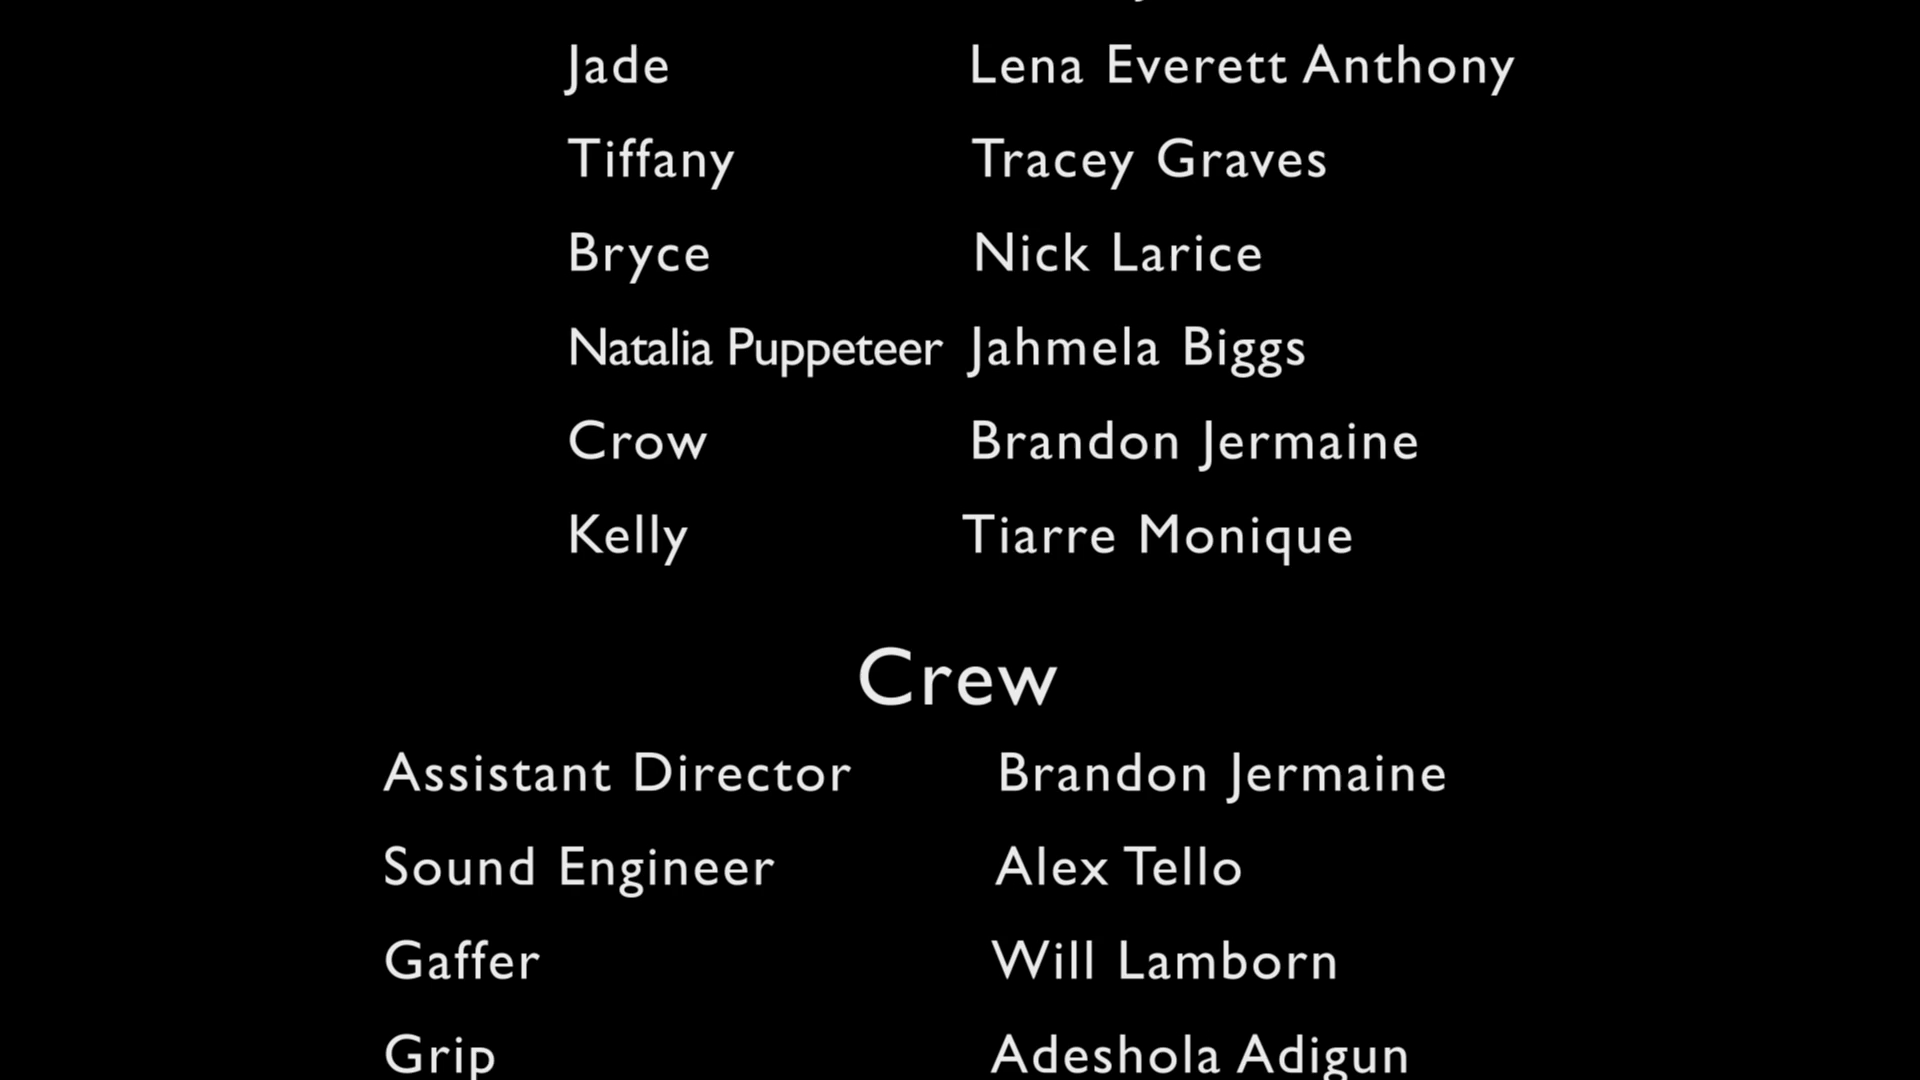 Jade Lena Everett Anthony
Tiffany Tracey Graves
Bryce Nick Larice
Natalia Puppeteer Jahmela Biggs
Crow Brandon Jermaine
Kelly Tiarre Monique
Crew
Assistant Director Brandon Jermaine
Sound Engineer Alex Tello
Gaffer Will Lamborn
Grip Adeshola Adigun